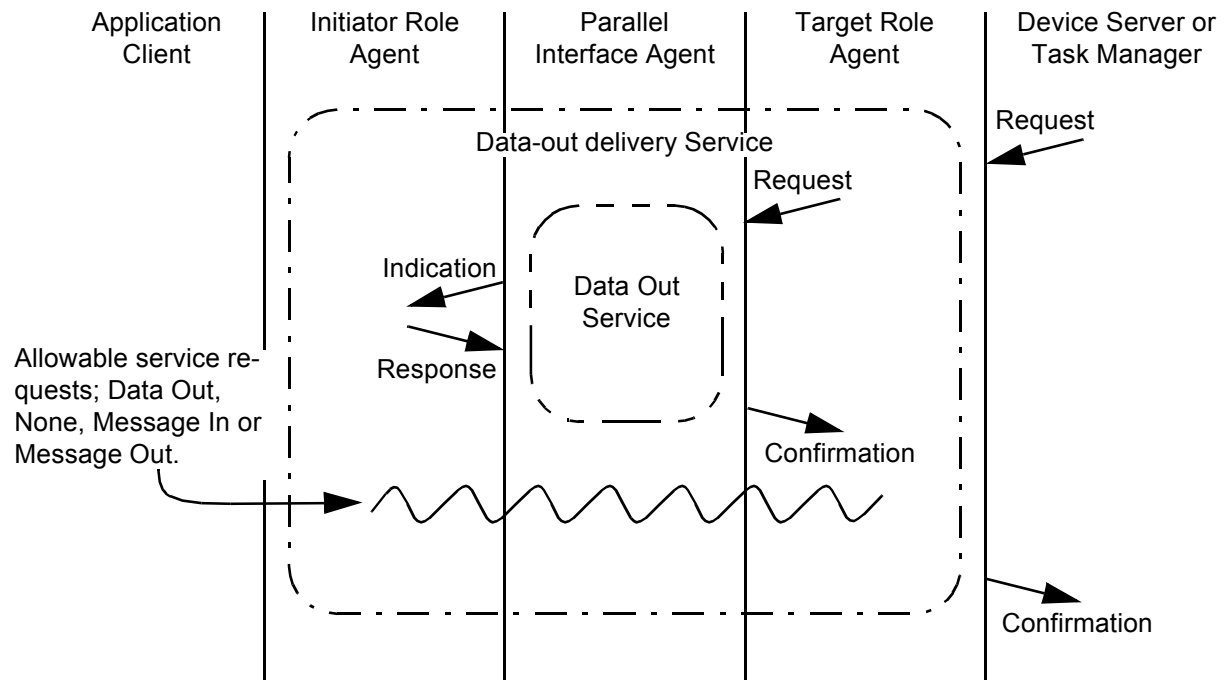 Application
Client
Initiator Role
Agent
Parallel
Interface Agent
Target Role
Agent
Device Server or
Task Manager
Request
Data-out delivery Service
Request
Indication
Data Out
Service
Response
Allowable service re-
quests; Data Out,
None, Message In or
Message Out.
Confirmation
Confirmation